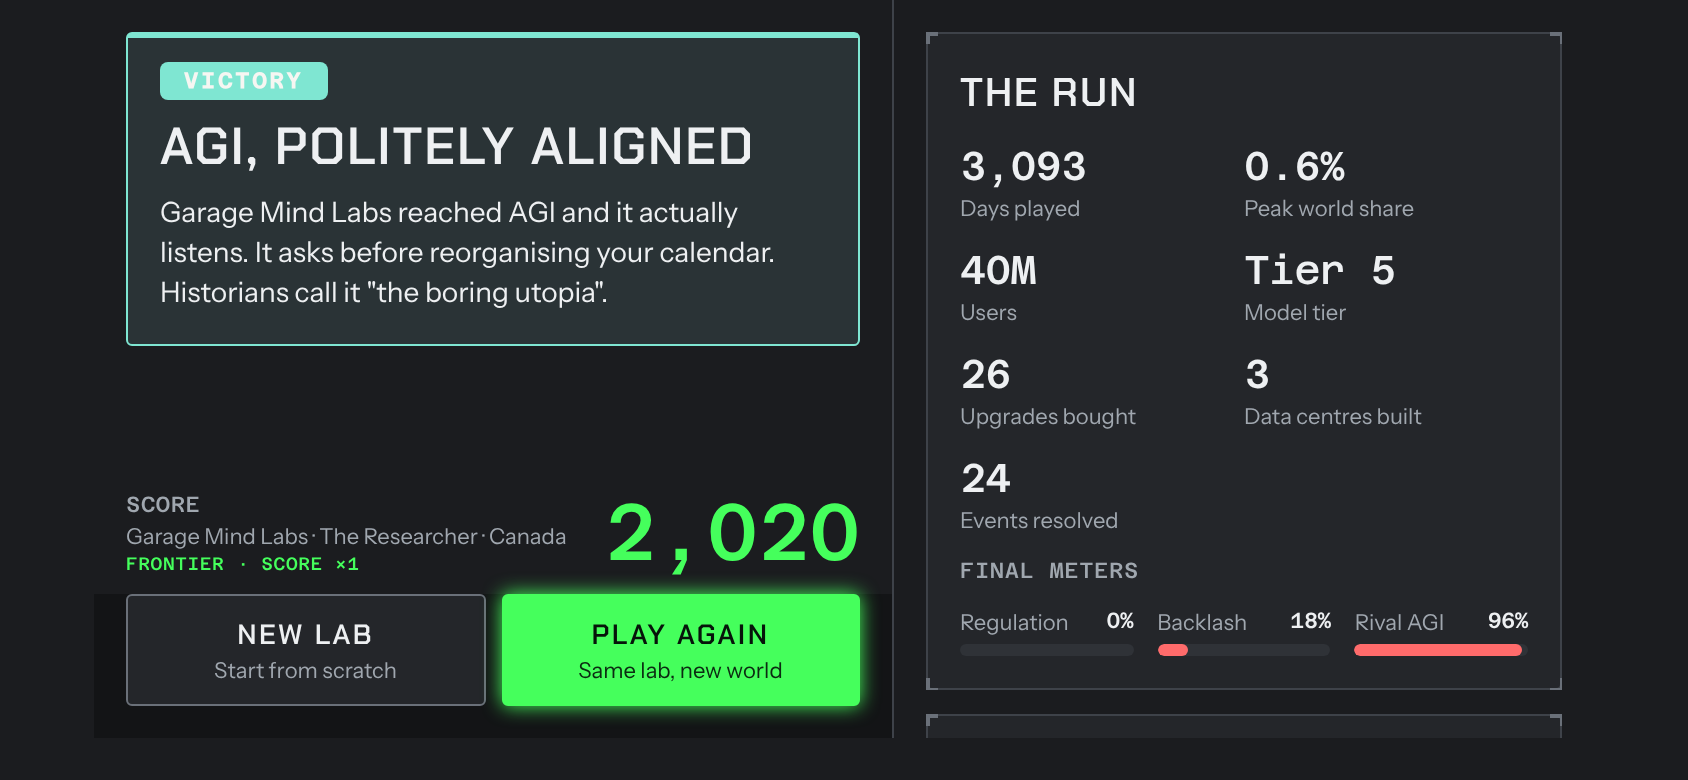 VICTORY
AGI, POLITELY ALIGNED
Garage Mind Labs reached AGI and it actually
listens. It asks before reorganising your calendar.
Historians call it "the boring utopia".
SCORE
Garage Mind Labs · The Researcher · Canada
FRONTIER · SCORE ×1
2,020
NEW LAB
Start from scratch
PLAY AGAIN
Same lab, new world
THE RUN
3,093
Days played
0.6%
Peak world share
40M
Users
Tier 5
Model tier
26
Upgrades bought
3
Data centres built
24
Events resolved
FINAL METERS
Regulation 0%
Backlash 18%
Rival AGI 96%